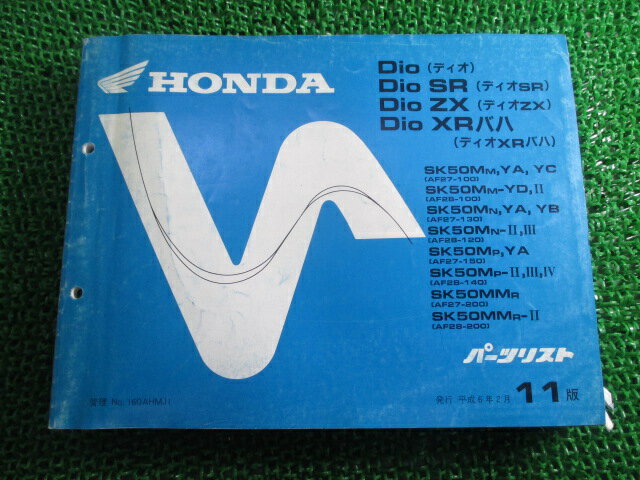 HONDA
Dio (ディオ)
Dio SR (ディオSR)
Dio ZX (ディオZX)
Dio XRバハ
(ディオXRバハ)
SK50MM, YA, YC
(AF27-100)
SK50MM-YD, II
(AF28-100)
SK50MN, YA, YB
(AF27-130)
SK50MN-II, III
(AF28-120)
SK50MP, YA
(AF27-150)
SK50MP-II, III, IV
(AF28-140)
SK50MMR
(AF27-200)
SK50MMR-II
(AF28-200)
パーツリスト
管理 No. 160AHMJ1
発行 平成6年2月 11版